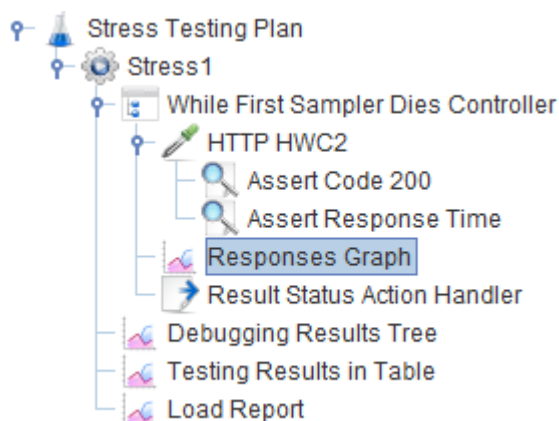 Stress Testing Plan
Stress1
While First Sampler Dies Controller
HTTP HWC2
Assert Code 200
Assert Response Time
Responses Graph
Result Status Action Handler
Debugging Results Tree
Testing Results in Table
Load Report